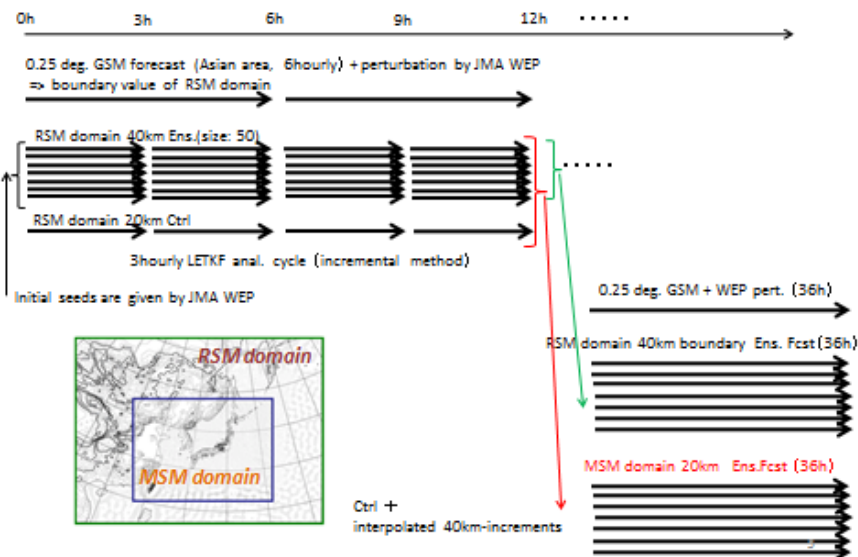 0h 3h 6h 9h 12h ·····
0.25 deg. GSM forecast (Asian area, 6hourly) + perturbation by JMA WEP
=> boundary value of RSM domain
RSM domain 40km Ens.(size: 50)
·····
RSM domain 20km Ctrl
3hourly LETKF anal. cycle (incremental method)
Initial seeds are given by JMA WEP
0.25 deg. GSM + WEP pert. (36h)
RSM domain 40km boundary Ens. Fcst (36h)
RSM domain
MSM domain
MSM domain 20km Ens.Fcst (36h)
Ctrl +
interpolated 40km-increments